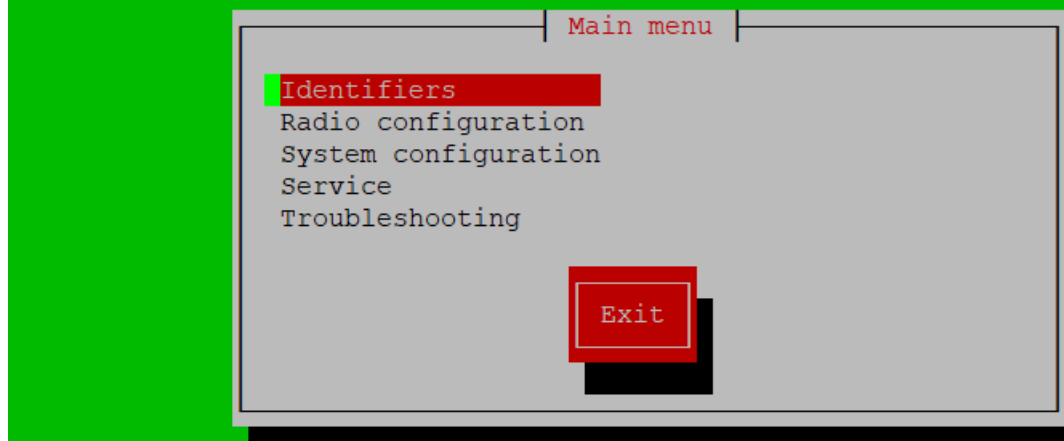 Main menu
Identifiers
Radio configuration
System configuration
Service
Troubleshooting
Exit